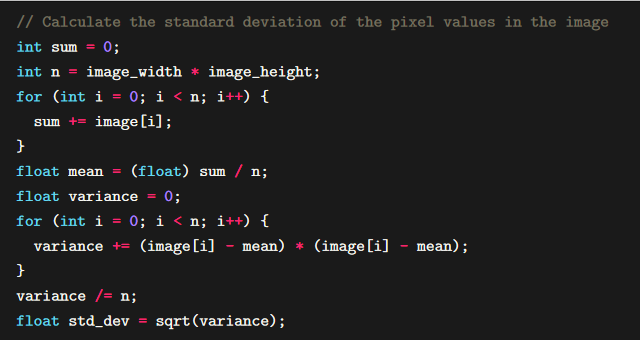 // Calculate the standard deviation of the pixel values in the image
int sum = 0;
int n = image_width * image_height;
for (int i = 0; i < n; i++) {
  sum += image[i];
}
float mean = (float) sum / n;
float variance = 0;
for (int i = 0; i < n; i++) {
  variance += (image[i] - mean) * (image[i] - mean);
}
variance /= n;
float std_dev = sqrt(variance);